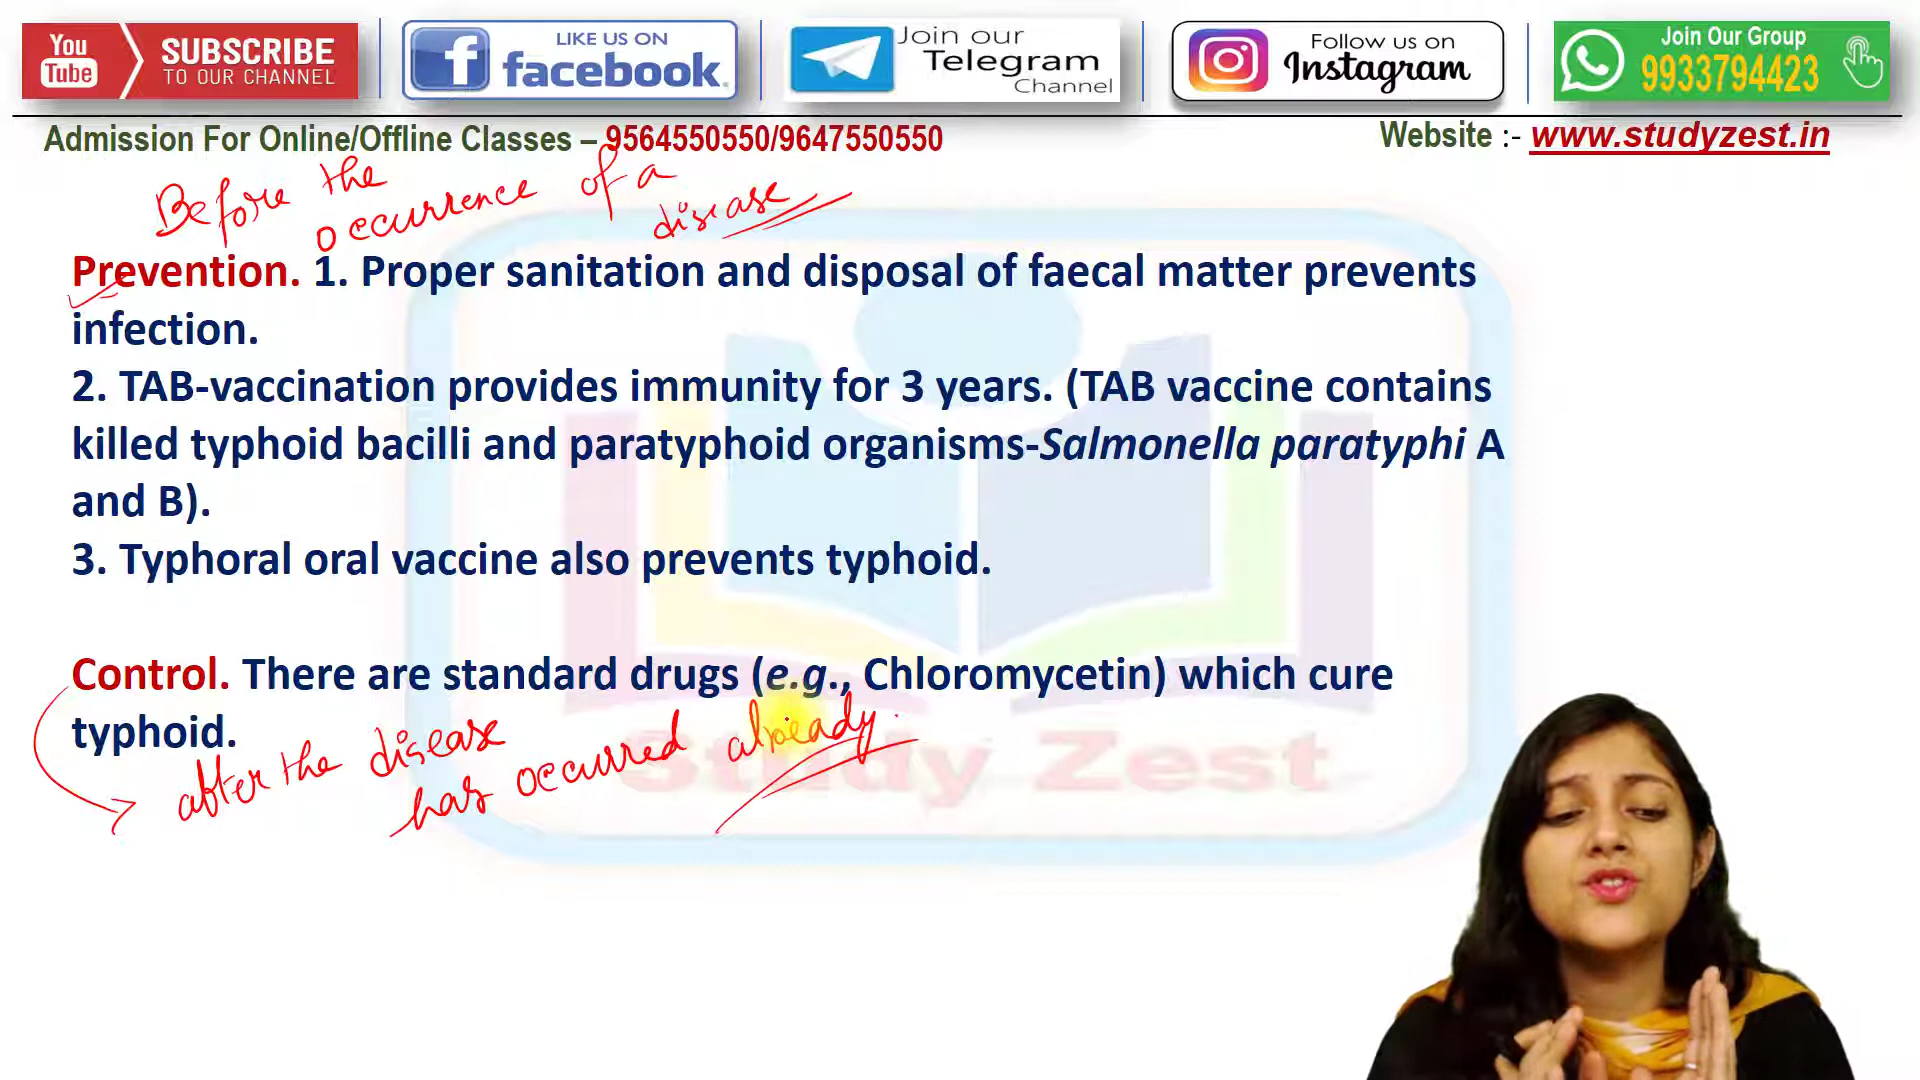 You
Tube
SUBSCRIBE
TO OUR CHANNEL
LIKE US ON
facebook.
Join our
Telegram
Channel
Follow us on
Instagram
Join Our Group
9933794423
Admission For Online/Offline Classes – 9564550550/9647550550
Website :- www.studyzest.in
Before the
occurrence of a
disease
Prevention. 1. Proper sanitation and disposal of faecal matter prevents
infection.
2. TAB-vaccination provides immunity for 3 years. (TAB vaccine contains
killed typhoid bacilli and paratyphoid organisms-Salmonella paratyphi A
and B).
3. Typhoral oral vaccine also prevents typhoid.
Control. There are standard drugs (e.g., Chloromycetin) which cure
typhoid.
after the disease
has occurred already
Study Zest